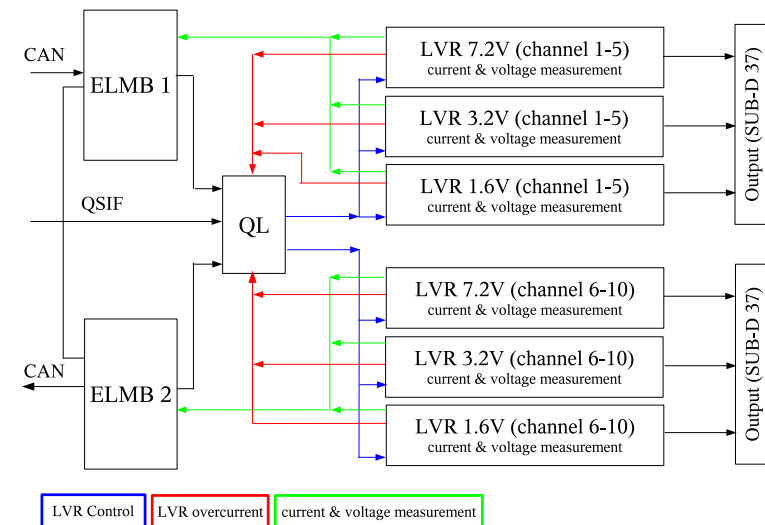 CAN
ELMB 1
QSIF
QL
CAN
ELMB 2
LVR 7.2V (channel 1-5)
current & voltage measurement
LVR 3.2V (channel 1-5)
current & voltage measurement
LVR 1.6V (channel 1-5)
current & voltage measurement
Output (SUB-D 37)
LVR 7.2V (channel 6-10)
current & voltage measurement
LVR 3.2V (channel 6-10)
current & voltage measurement
LVR 1.6V (channel 6-10)
current & voltage measurement
Output (SUB-D 37)
LVR Control
LVR overcurrent
current & voltage measurement